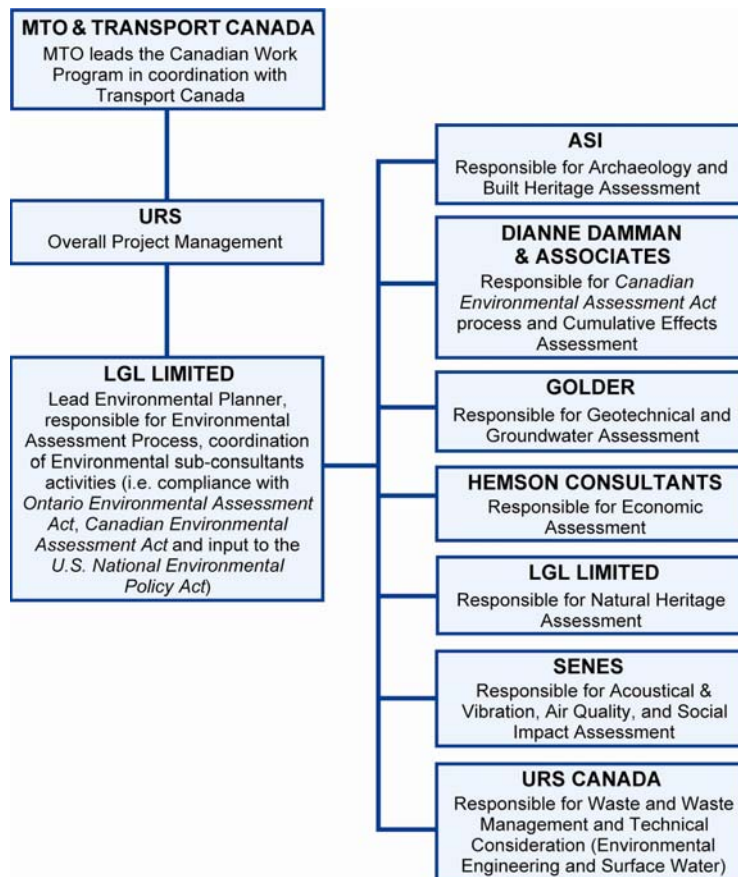 MTO & TRANSPORT CANADA
MTO leads the Canadian Work
Program in coordination with
Transport Canada
URS
Overall Project Management
LGL LIMITED
Lead Environmental Planner,
responsible for Environmental
Assessment Process, coordination
of Environmental sub-consultants
activities (i.e. compliance with
Ontario Environmental Assessment
Act, Canadian Environmental
Assessment Act and input to the
U.S. National Environmental
Policy Act)
ASI
Responsible for Archaeology and
Built Heritage Assessment
DIANNE DAMMAN
& ASSOCIATES
Responsible for Canadian
Environmental Assessment Act
process and Cumulative Effects
Assessment
GOLDER
Responsible for Geotechnical and
Groundwater Assessment
HEMSON CONSULTANTS
Responsible for Economic
Assessment
LGL LIMITED
Responsible for Natural Heritage
Assessment
SENES
Responsible for Acoustical &
Vibration, Air Quality, and Social
Impact Assessment
URS CANADA
Responsible for Waste and Waste
Management and Technical
Consideration (Environmental
Engineering and Surface Water)